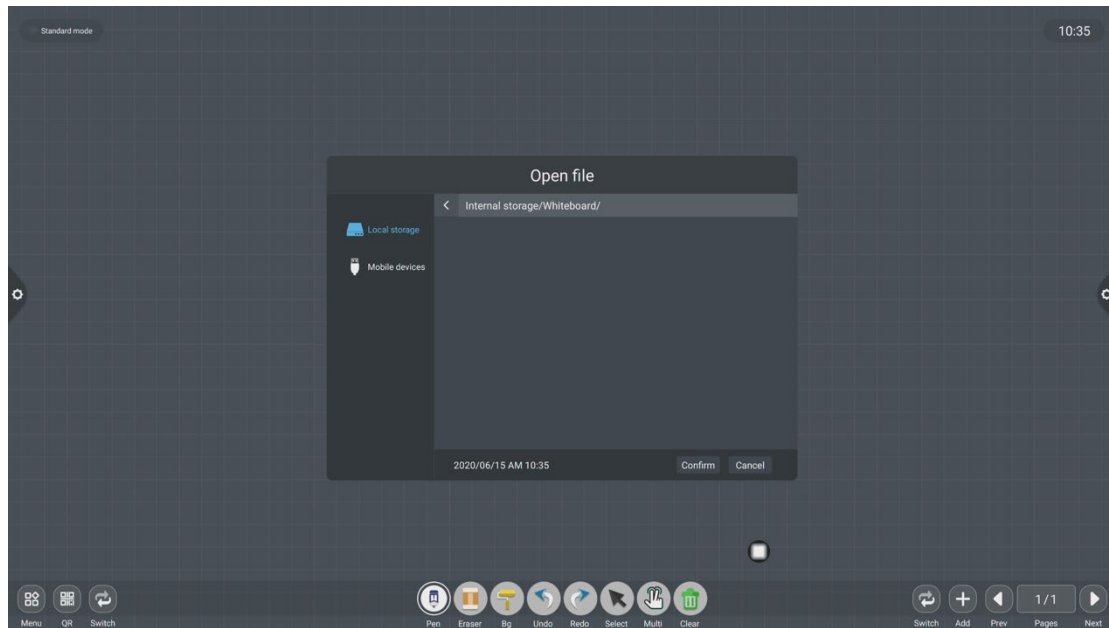 Standard mode
10:35
Open file
Internal storage/Whiteboard/
Local storage
Mobile devices
2020/06/15 AM 10:35 Confirm Cancel
1/1
Menu QR Switch Pen Eraser Bg Undo Redo Select Multi Clear Switch Add Prev Pages Next